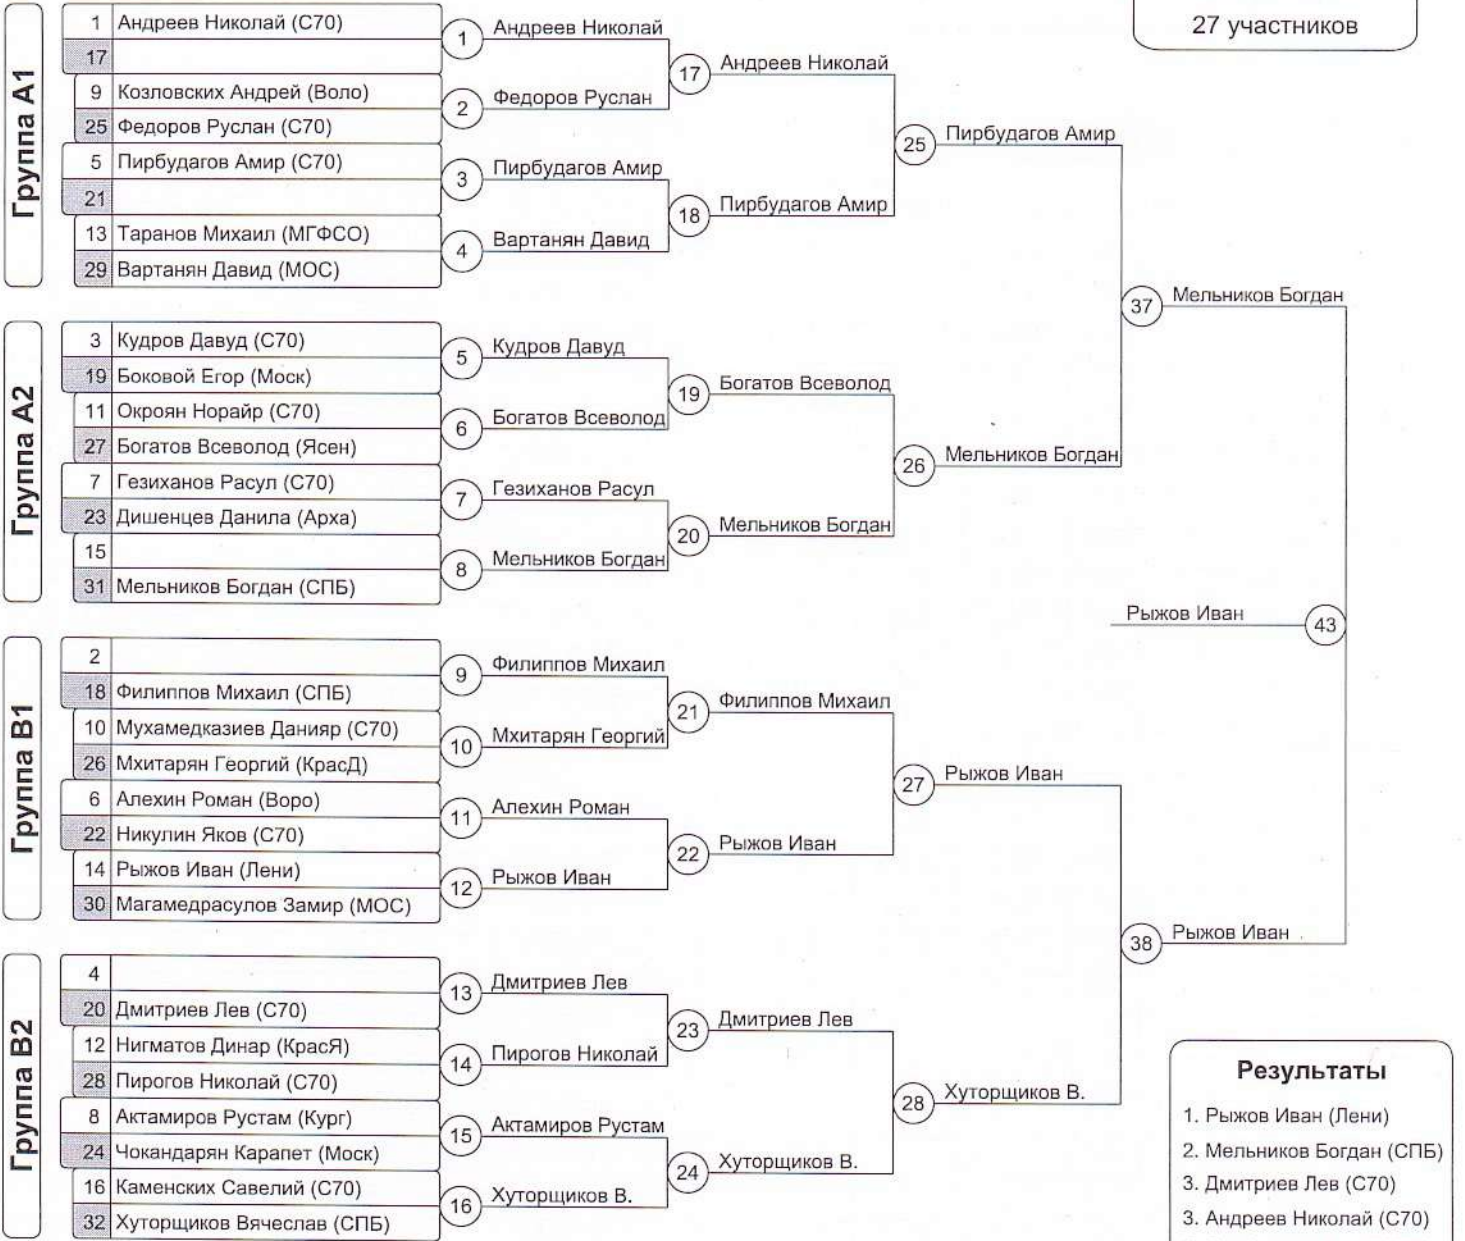 27 участников
Группа А1
1 Андреев Николай (С70)
17
9 Козловских Андрей (Воло)
25 Федоров Руслан (С70)
5 Пирбудагов Амир (С70)
21
13 Таранов Михаил (МГФСО)
29 Вартанян Давид (МОС)
1 Андреев Николай
2 Федоров Руслан
3 Пирбудагов Амир
4 Вартанян Давид
17 Андреев Николай
18 Пирбудагов Амир
25 Пирбудагов Амир
Группа А2
3 Кудров Давуд (С70)
19 Боковой Егор (Моск)
11 Окроян Норайр (С70)
27 Богатов Всеволод (Ясен)
7 Гезиханов Расул (С70)
23 Дишенцев Данила (Арха)
15
31 Мельников Богдан (СПБ)
5 Кудров Давуд
6 Богатов Всеволод
7 Гезиханов Расул
8 Мельников Богдан
19 Богатов Всеволод
20 Мельников Богдан
26 Мельников Богдан
37 Мельников Богдан
Группа В1
2
18 Филиппов Михаил (СПБ)
10 Мухамедказиев Данияр (С70)
26 Мхитарян Георгий (КрасД)
6 Алехин Роман (Воро)
22 Никулин Яков (С70)
14 Рыжов Иван (Лени)
30 Магамедрасулов Замир (МОС)
9 Филиппов Михаил
10 Мхитарян Георгий
11 Алехин Роман
12 Рыжов Иван
21 Филиппов Михаил
22 Рыжов Иван
27 Рыжов Иван
Группа В2
4
20 Дмитриев Лев (С70)
12 Нигматов Динар (КрасЯ)
28 Пирогов Николай (С70)
8 Актамиров Рустам (Кург)
24 Чокандарян Карапет (Моск)
16 Каменских Савелий (С70)
32 Хуторщиков Вячеслав (СПБ)
13 Дмитриев Лев
14 Пирогов Николай
15 Актамиров Рустам
16 Хуторщиков В.
23 Дмитриев Лев
24 Хуторщиков В.
28 Хуторщиков В.
38 Рыжов Иван
Рыжов Иван 43
Результаты
1. Рыжов Иван (Лени)
2. Мельников Богдан (СПБ)
3. Дмитриев Лев (С70)
3. Андреев Николай (С70)